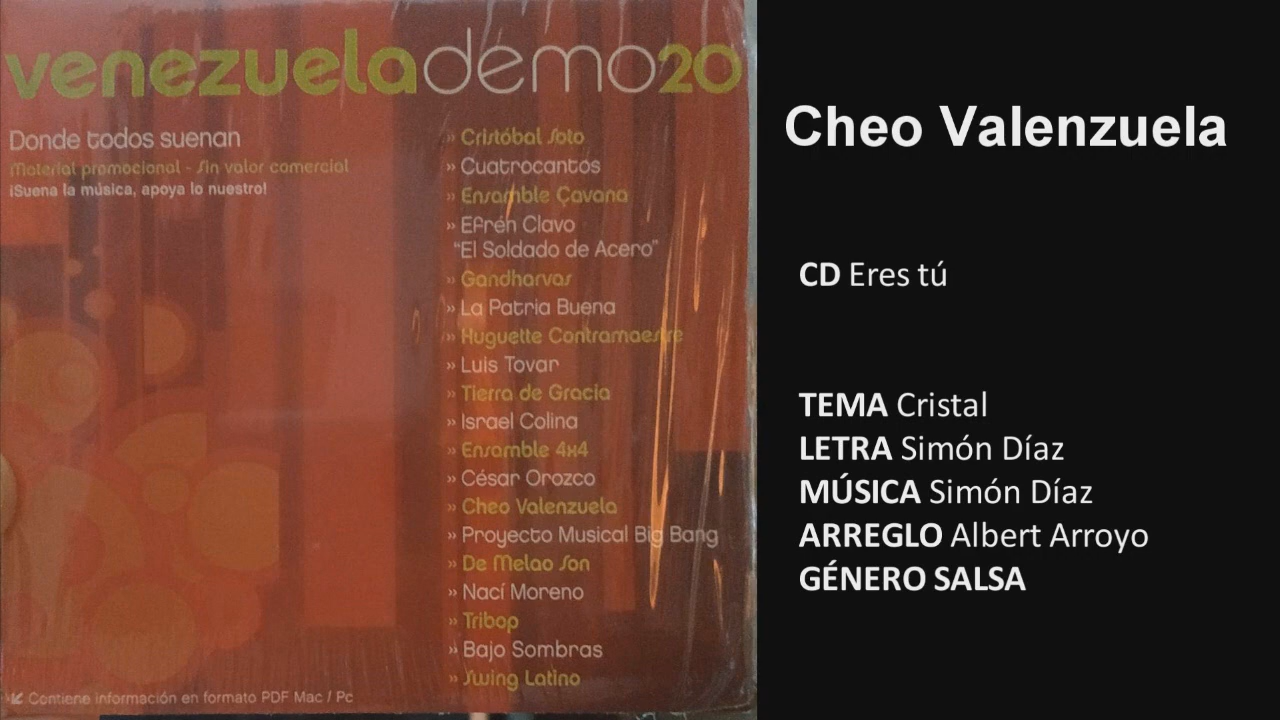 venezuelademo20
Donde todos suenan
Material promocional - Sin valor comercial
¡Suena la música, apoya lo nuestro!
» Cristóbal Soto
» Cuatrocantos
» Ensamble Çavana
» Efrén Clavo
"El Soldado de Acero"
» Gandharvas
» La Patria Buena
» Huguette Contramaestre
» Luis Tovar
» Tierra de Gracia
» Israel Colina
» Ensamble 4x4
» César Orozco
» Cheo Valenzuela
» Proyecto Musical Big Bang
» De Melao Son
» Nací Moreno
» Tribop
» Bajo Sombras
» Swing Latino
Contiene información en formato PDF Mac / Pc
Cheo Valenzuela
CD Eres tú
TEMA Cristal
LETRA Simón Díaz
MÚSICA Simón Díaz
ARREGLO Albert Arroyo
GÉNERO SALSA